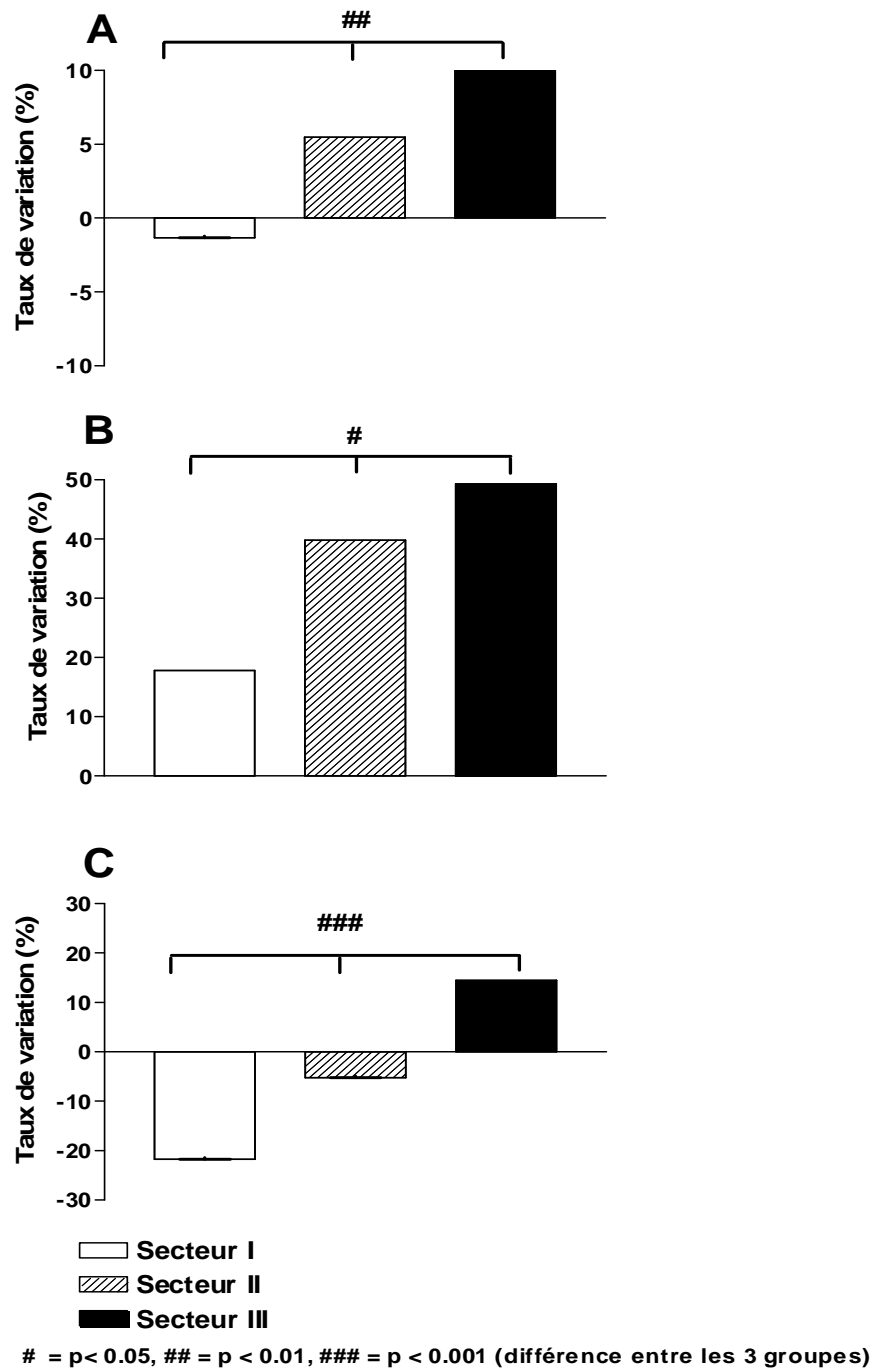 A
##
Taux de variation (%)
10
5
0
-5
-10
B
#
Taux de variation (%)
50
40
30
20
10
0
C
###
Taux de variation (%)
30
20
10
0
-10
-20
-30
Secteur I
Secteur II
Secteur III
# = p< 0.05, ## = p < 0.01, ### = p < 0.001 (différence entre les 3 groupes)